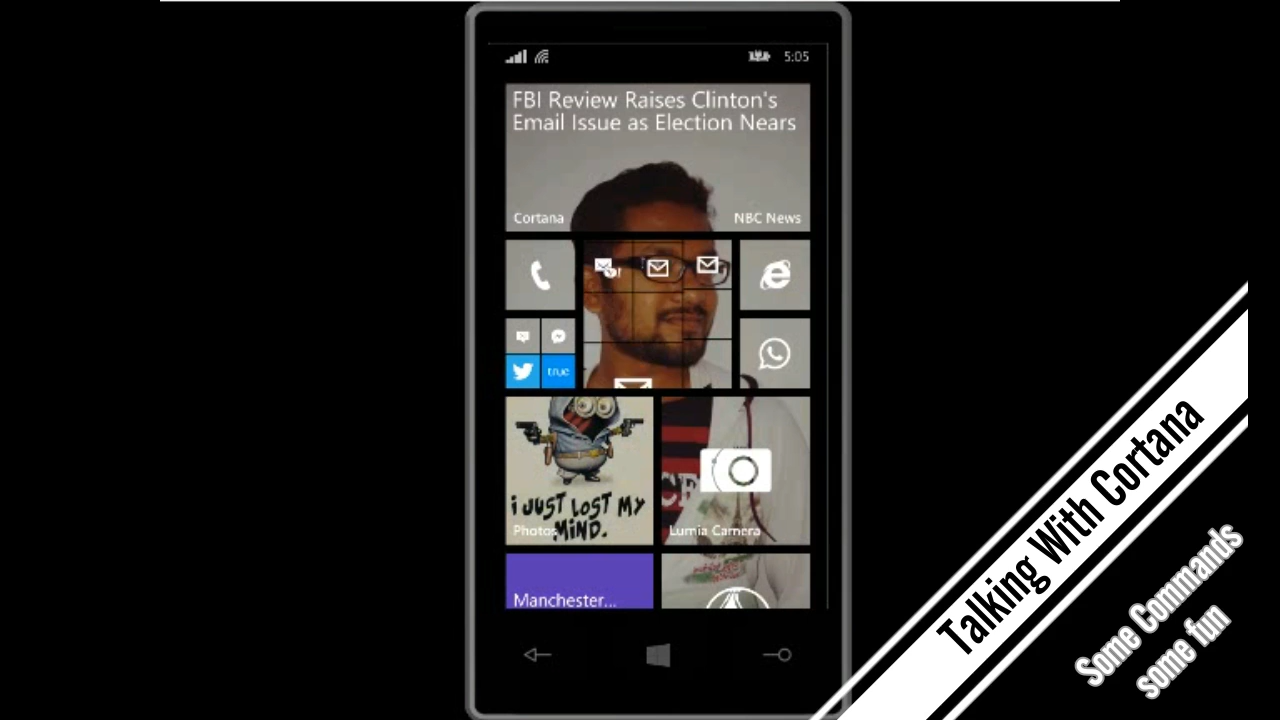 5:05
FBI Review Raises Clinton's
Email Issue as Election Nears
Cortana NBC News
true
i JUST LOST MY
MIND.
Photos
Lumia Camera
Manchester...
Talking With Cortana
Some Commands
some fun